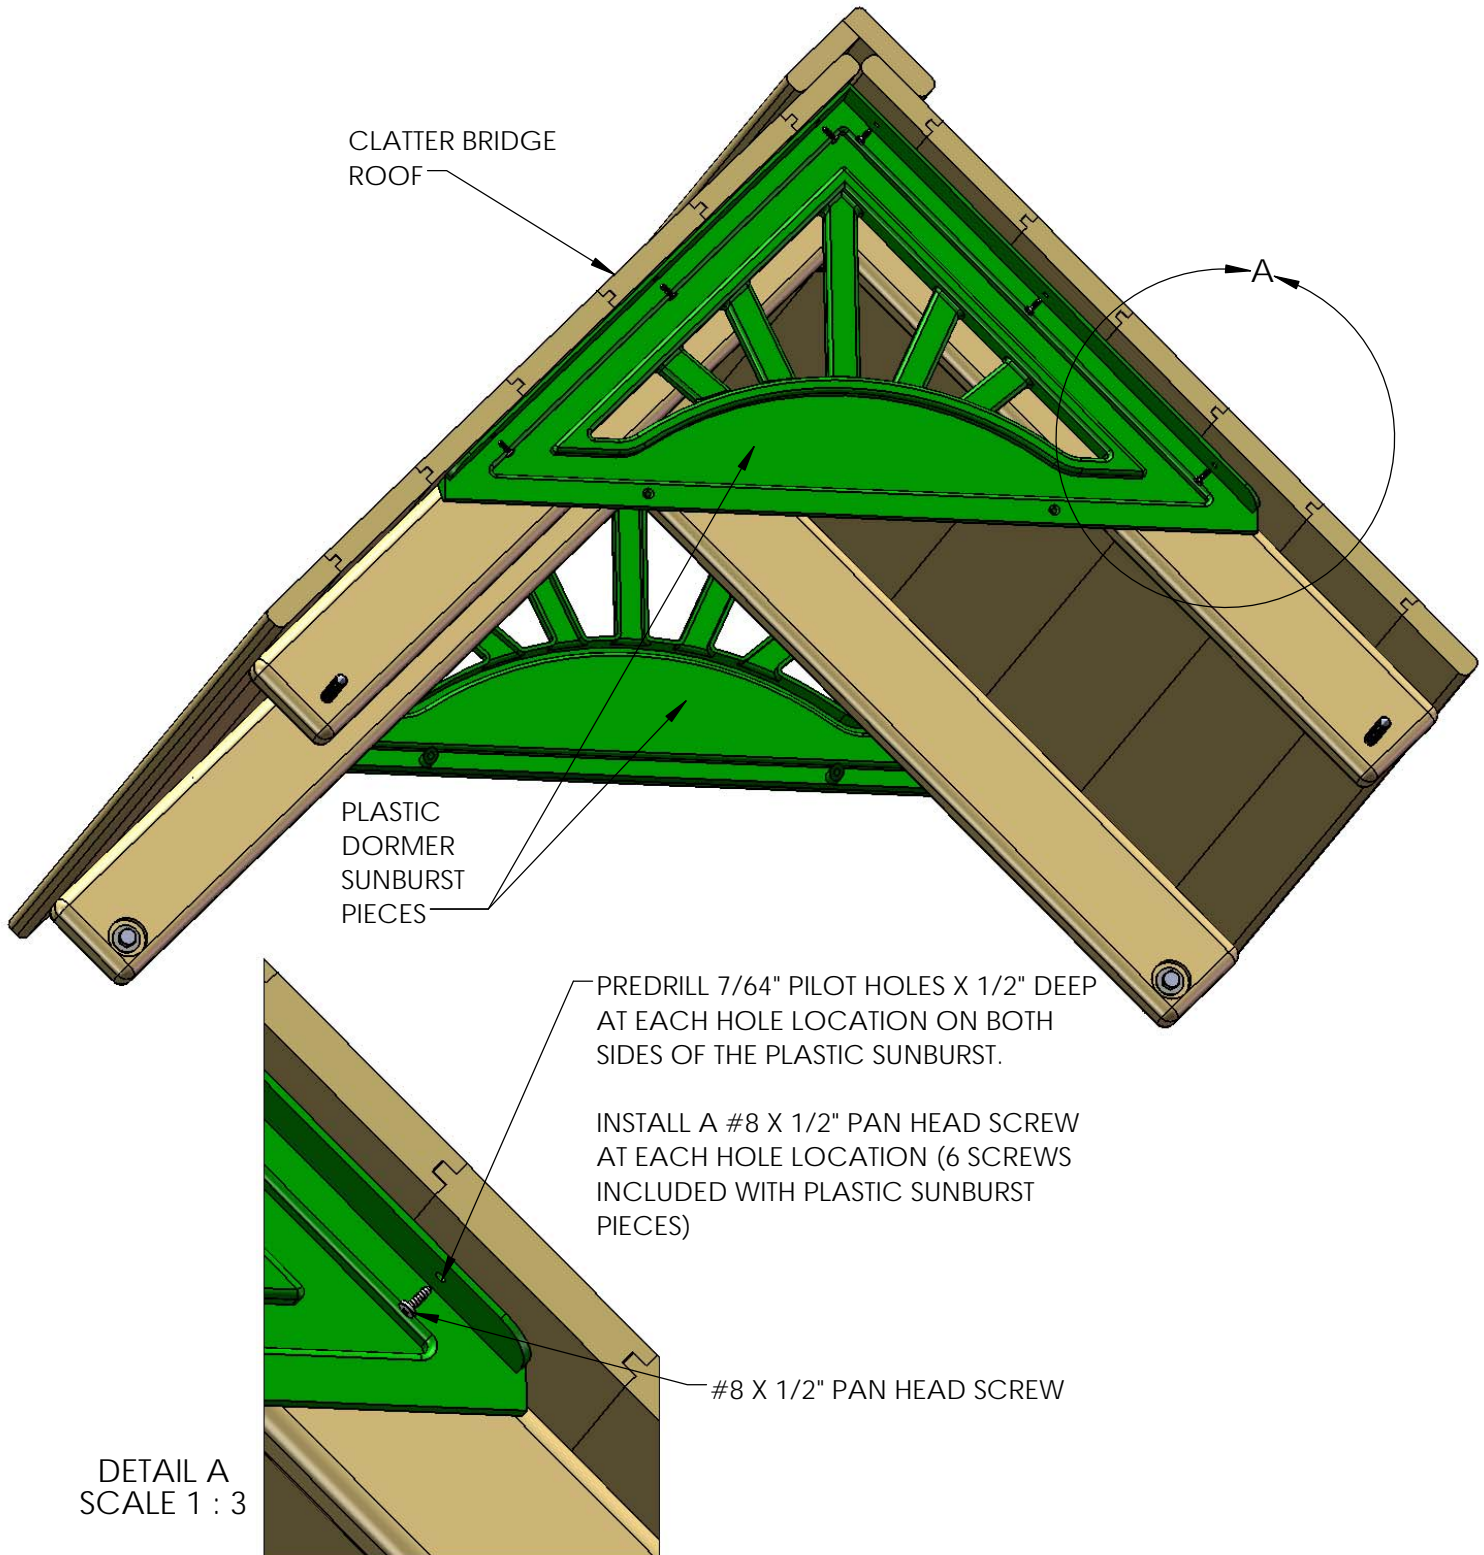 CLATTER BRIDGE
ROOF
A
PLASTIC
DORMER
SUNBURST
PIECES
PREDRILL 7/64" PILOT HOLES X 1/2" DEEP
AT EACH HOLE LOCATION ON BOTH
SIDES OF THE PLASTIC SUNBURST.
INSTALL A #8 X 1/2" PAN HEAD SCREW
AT EACH HOLE LOCATION (6 SCREWS
INCLUDED WITH PLASTIC SUNBURST
PIECES)
#8 X 1/2" PAN HEAD SCREW
DETAIL A
SCALE 1 : 3